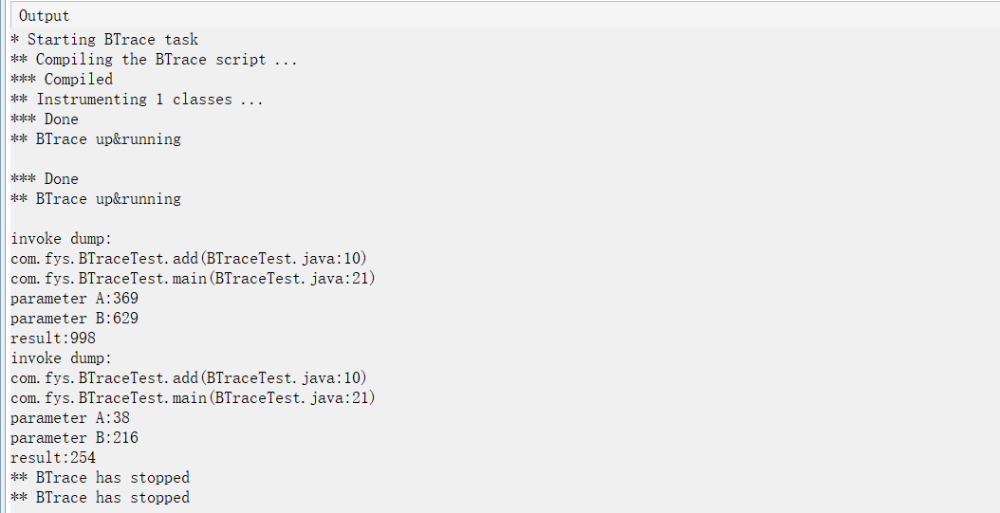 Output
* Starting BTrace task
** Compiling the BTrace script ...
*** Compiled
** Instrumenting 1 classes ...
*** Done
** BTrace up&running
*** Done
** BTrace up&running
invoke dump:
com.fys.BTraceTest.add(BTraceTest.java:10)
com.fys.BTraceTest.main(BTraceTest.java:21)
parameter A:369
parameter B:629
result:998
invoke dump:
com.fys.BTraceTest.add(BTraceTest.java:10)
com.fys.BTraceTest.main(BTraceTest.java:21)
parameter A:38
parameter B:216
result:254
** BTrace has stopped
** BTrace has stopped